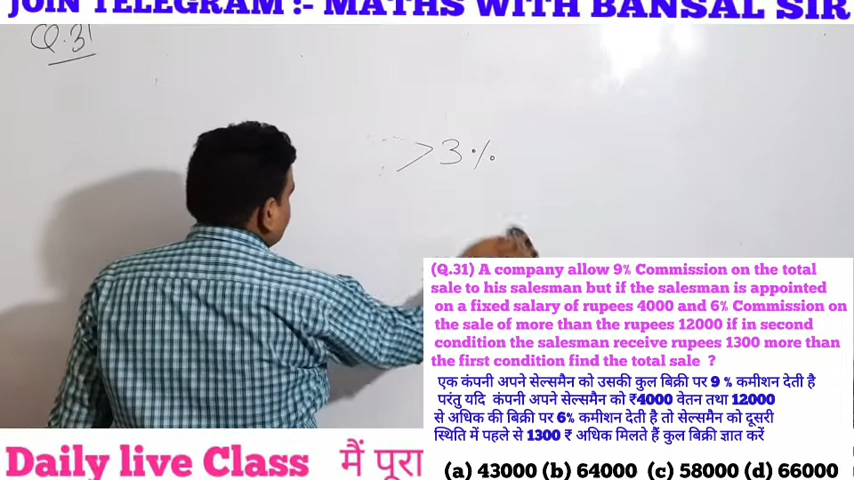 JOIN TELEGRAM :- MATHS WITH BANSAL SIR
Q.31
>3%
(Q.31) A company allow 9% Commission on the total
sale to his salesman but if the salesman is appointed
on a fixed salary of rupees 4000 and 6% Commission on
the sale of more than the rupees 12000 if in second
condition the salesman receive rupees 1300 more than
the first condition find the total sale ?
एक कंपनी अपने सेल्समैन को उसकी कुल बिक्री पर 9 % कमीशन देती है
परंतु यदि कंपनी अपने सेल्समैन को ₹4000 वेतन तथा 12000
से अधिक की बिक्री पर 6% कमीशन देती है तो सेल्समैन को दूसरी
स्थिति में पहले से 1300 ₹ अधिक मिलते हैं कुल बिक्री ज्ञात करें
(a) 43000 (b) 64000 (c) 58000 (d) 66000
Daily live Class मैं पूरा